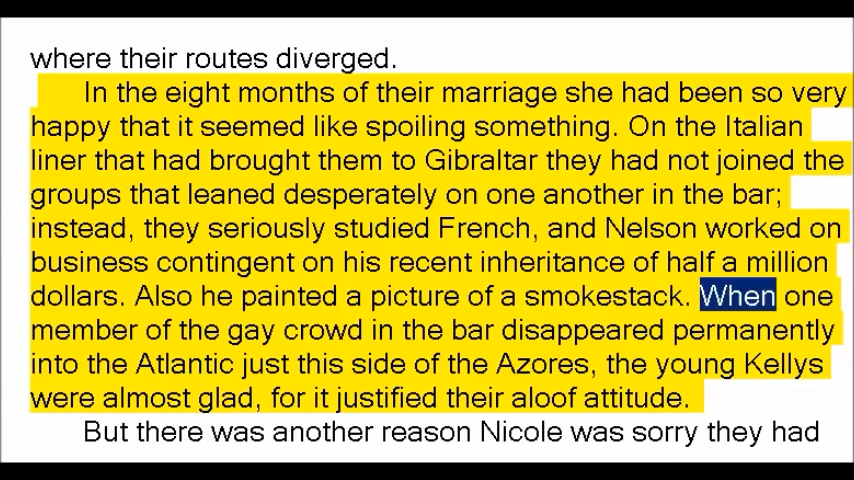 where their routes diverged.
In the eight months of their marriage she had been so very
happy that it seemed like spoiling something. On the Italian
liner that had brought them to Gibraltar they had not joined the
groups that leaned desperately on one another in the bar;
instead, they seriously studied French, and Nelson worked on
business contingent on his recent inheritance of half a million
dollars. Also he painted a picture of a smokestack. When one
member of the gay crowd in the bar disappeared permanently
into the Atlantic just this side of the Azores, the young Kellys
were almost glad, for it justified their aloof attitude.
But there was another reason Nicole was sorry they had